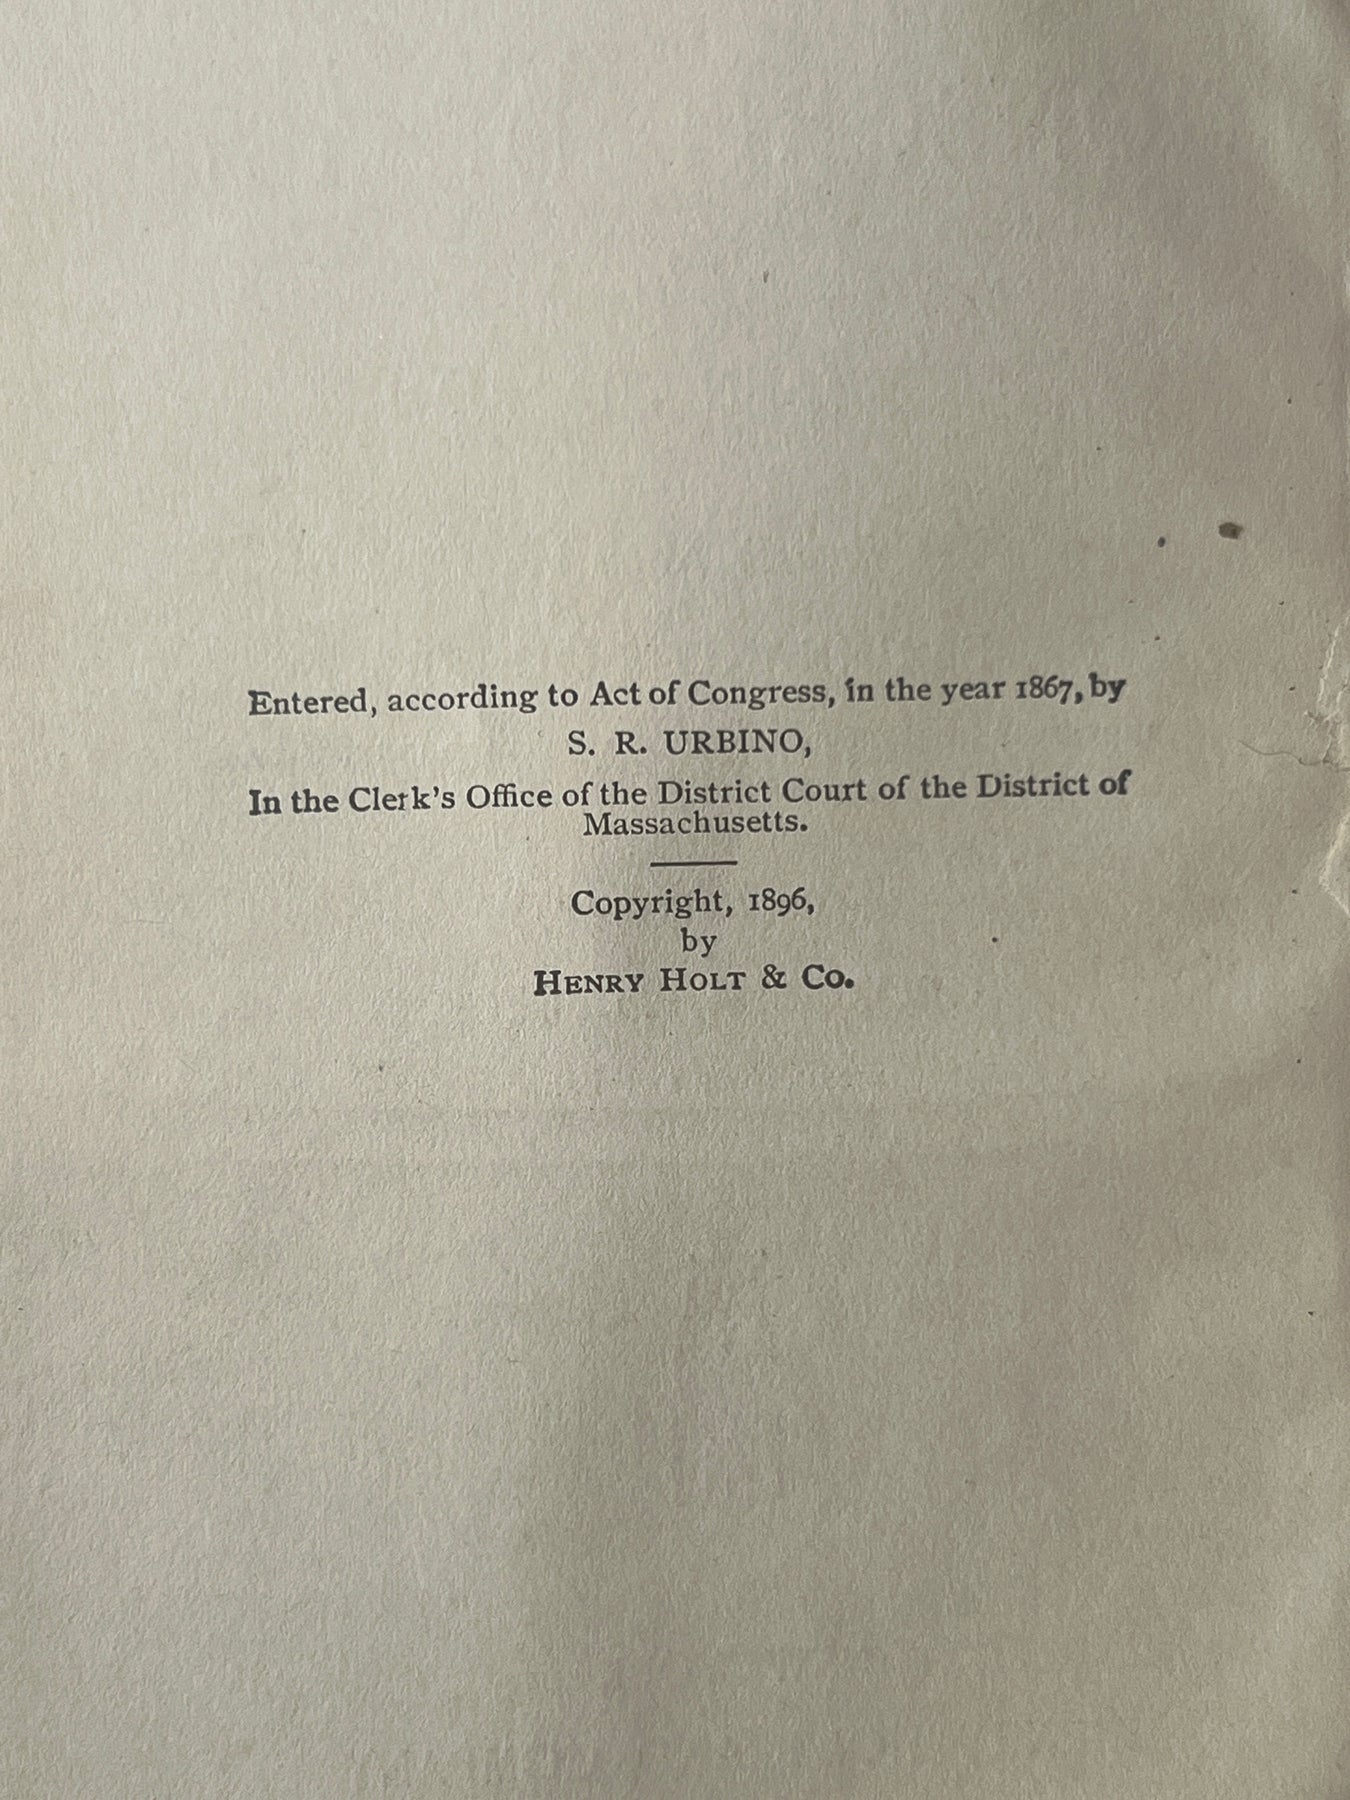 Entered, according to Act of Congress, in the year 1867, by
S. R. URBINO,
In the Clerk's Office of the District Court of the District of
Massachusetts.
Copyright, 1896,
by
HENRY HOLT & CO.